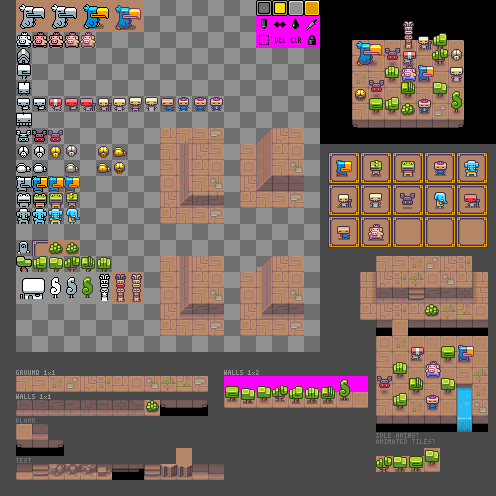 DEL CLR
GROUND 1x1
WALLS 1x2
WALLS 1x1
BLANK
IDLE ANIMS?
ANIMATED TILES?
TEST